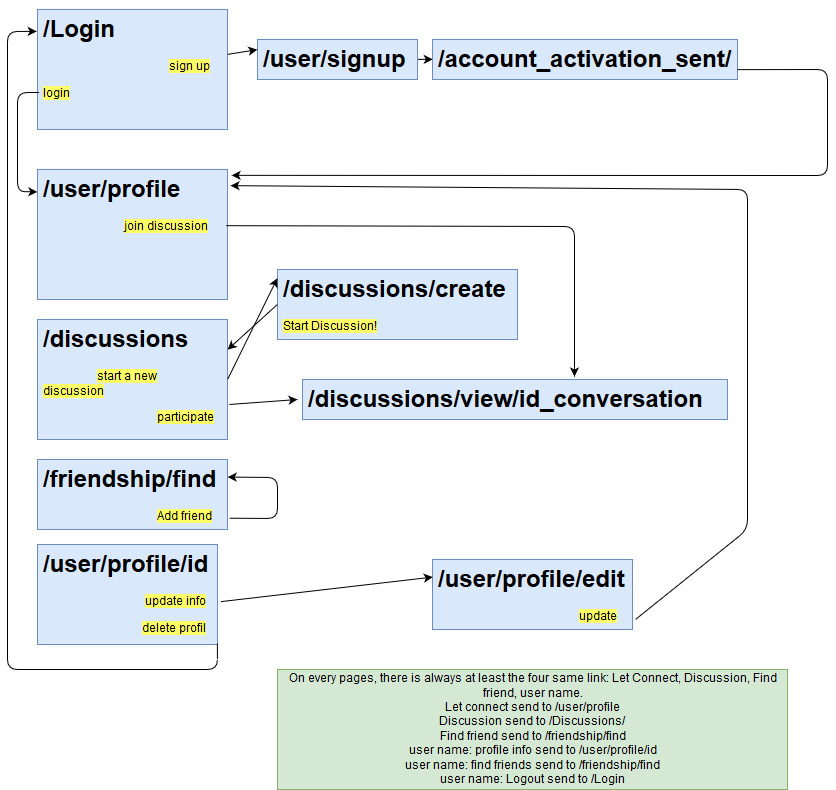 /Login
sign up
login
/user/signup
/account_activation_sent/
/user/profile
join discussion
/discussions/create
Start Discussion!
/discussions
start a new
discussion
participate
/discussions/view/id_conversation
/friendship/find
Add friend
/user/profile/id
update info
delete profil
/user/profile/edit
update
On every pages, there is always at least the four same link: Let Connect, Discussion, Find
friend, user name.
Let connect send to /user/profile
Discussion send to /Discussions/
Find friend send to /friendship/find
user name: profile info send to /user/profile/id
user name: find friends send to /friendship/find
user name: Logout send to /Login